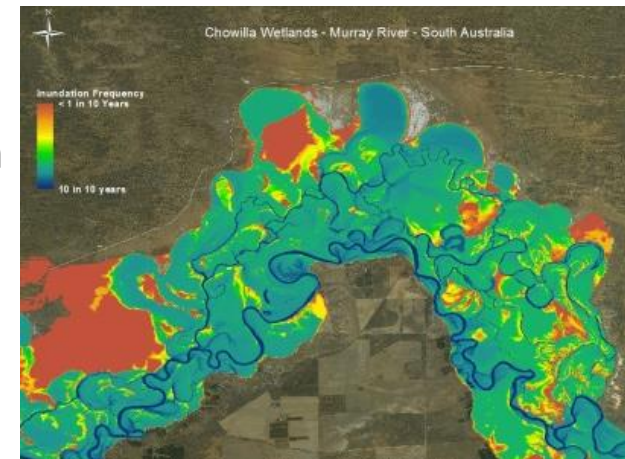 N
Chowilla Wetlands - Murray River - South Australia
Inundation Frequency
< 1 in 10 Years
10 in 10 years